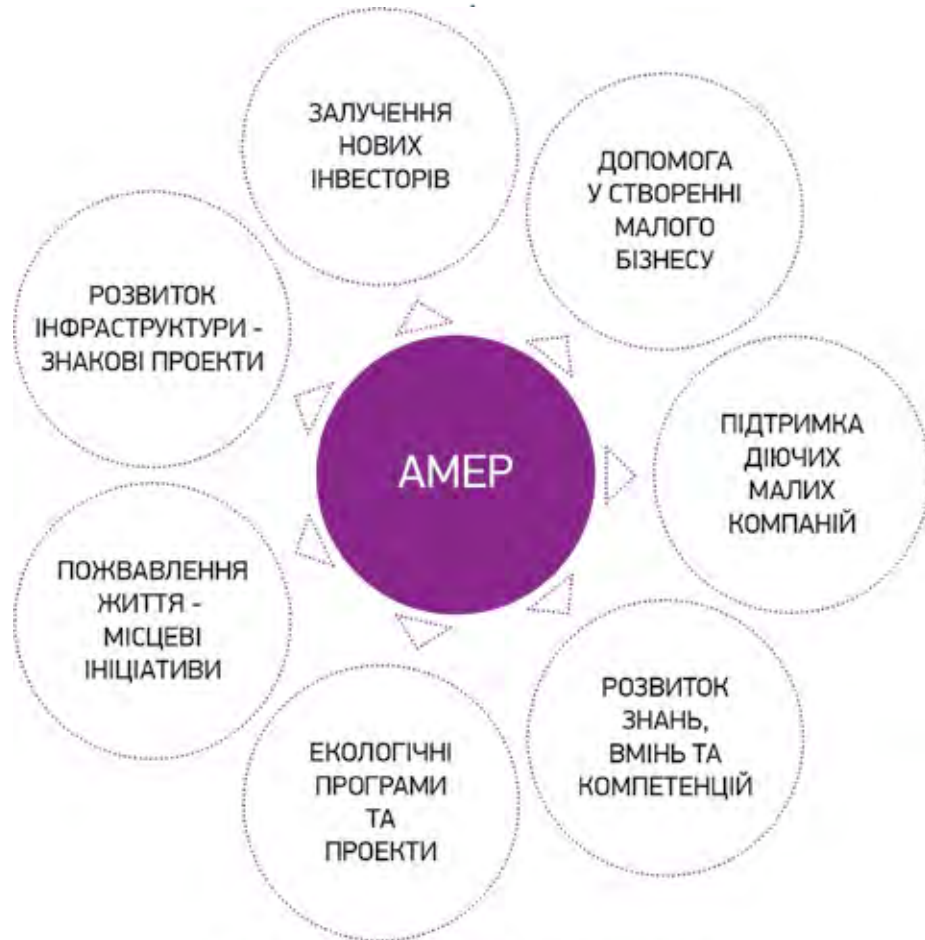 ЗАЛУЧЕННЯ
НОВИХ
ІНВЕСТОРІВ
ДОПОМОГА
У СТВОРЕННІ
МАЛОГО
БІЗНЕСУ
ПІДТРИМКА
ДІЮЧИХ
МАЛИХ
КОМПАНІЙ
РОЗВИТОК
ЗНАНЬ,
ВМІНЬ ТА
КОМПЕТЕНЦІЙ
ЕКОЛОГІЧНІ
ПРОГРАМИ
ТА
ПРОЕКТИ
ПОЖВАВЛЕННЯ
ЖИТТЯ -
МІСЦЕВІ
ІНІЦІАТИВИ
РОЗВИТОК
ІНФРАСТРУКТУРИ -
ЗНАКОВІ ПРОЕКТИ
АМЕР